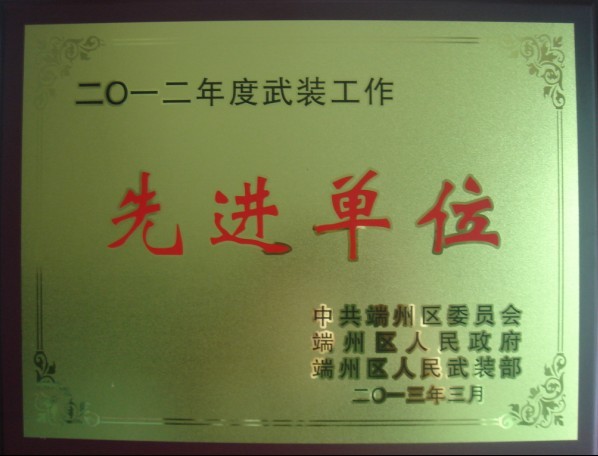 二〇一二年度武装工作
先进单位
中共端州区委员会
端州区人民政府
端州区人民武装部
二〇一三年三月